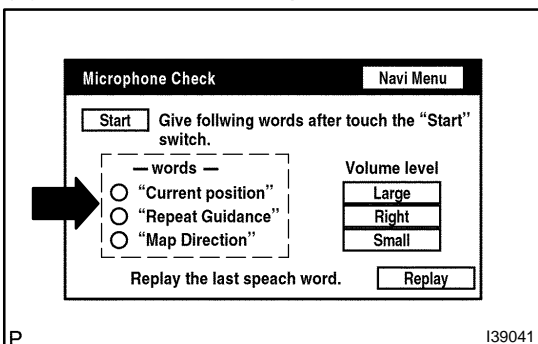 Microphone Check Navi Menu
Start Give follwing words after touch the “Start”
switch.
— words — Volume level
“Current position” Large
“Repeat Guidance” Right
“Map Direction” Small
Replay the last speach word. Replay
P I39041